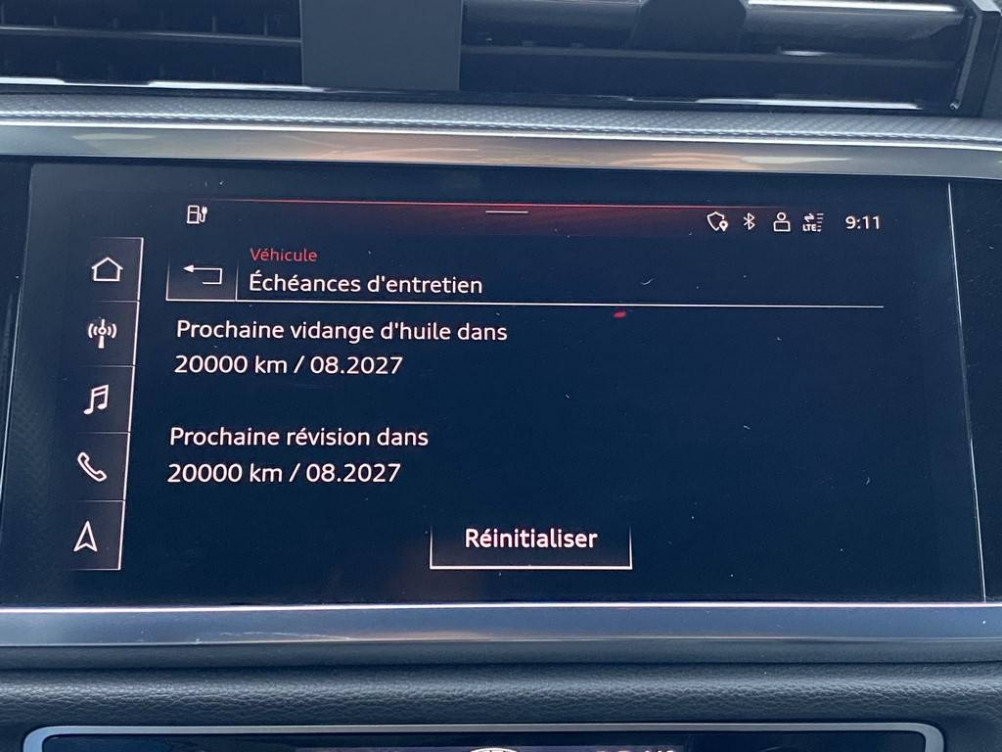 LTE 9:11
Véhicule
Échéances d'entretien
Prochaine vidange d'huile dans
20000 km / 08.2027
Prochaine révision dans
20000 km / 08.2027
Réinitialiser